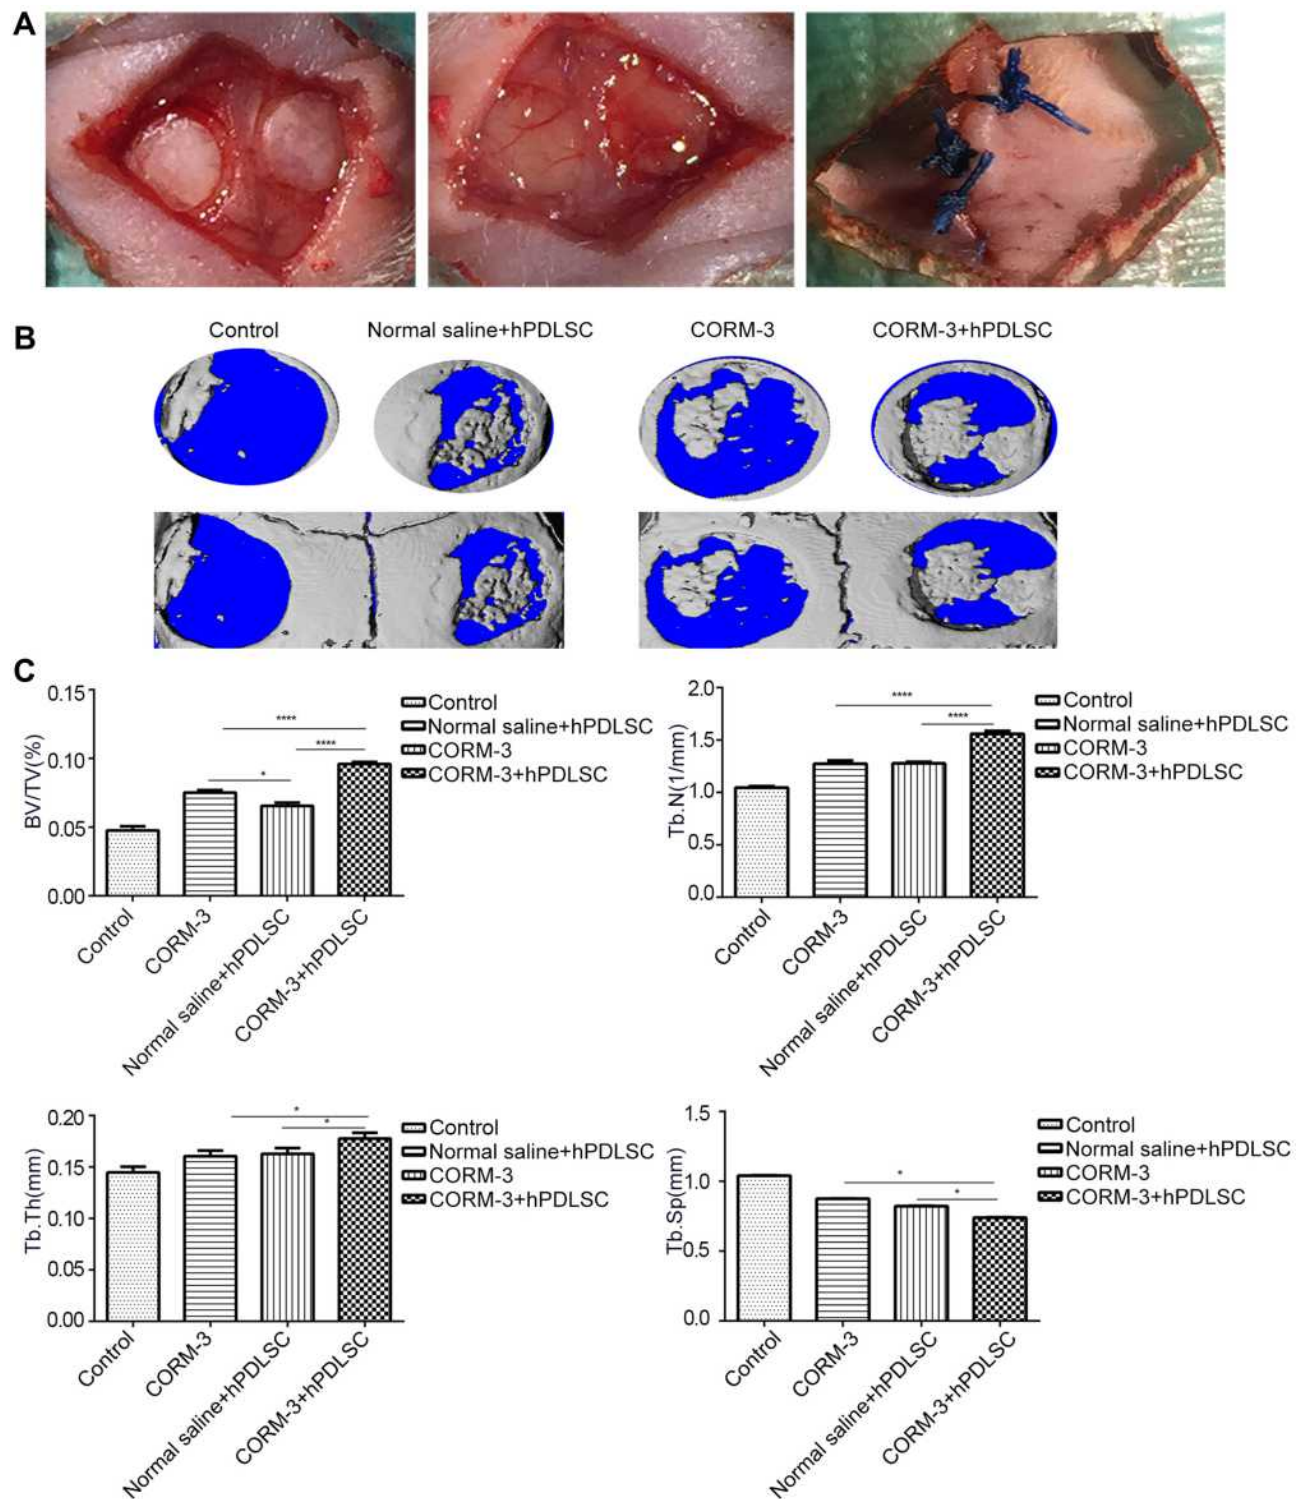 A
B
Control
Normal saline+hPDLSC
CORM-3
CORM-3+hPDLSC
C
BV/TV(%)
0.15
0.10
0.05
0.00
****
****
*
Control
CORM-3
Normal saline+hPDLSC
CORM-3+hPDLSC
Control
Normal saline+hPDLSC
CORM-3
CORM-3+hPDLSC
Tb.N(1/mm)
2.0
1.5
1.0
0.5
0.0
****
****
Control
CORM-3
Normal saline+hPDLSC
CORM-3+hPDLSC
Control
Normal saline+hPDLSC
CORM-3
CORM-3+hPDLSC
Tb.Th(mm)
0.20
0.15
0.10
0.05
0.00
*
*
Control
CORM-3
Normal saline+hPDLSC
CORM-3+hPDLSC
Control
Normal saline+hPDLSC
CORM-3
CORM-3+hPDLSC
Tb.Sp(mm)
1.5
1.0
0.5
0.0
*
*
Control
CORM-3
Normal saline+hPDLSC
CORM-3+hPDLSC
Control
Normal saline+hPDLSC
CORM-3
CORM-3+hPDLSC